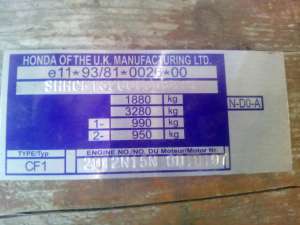 HONDA OF THE U.K. MANUFACTURING LTD.
e11*93/81*0026*00
1880 kg
3280 kg
1- 990 kg
2- 950 kg
N-D0-A
TYPE/Typ
CF1
ENGINE NO./NO. DU Moteur/Motor Nr.